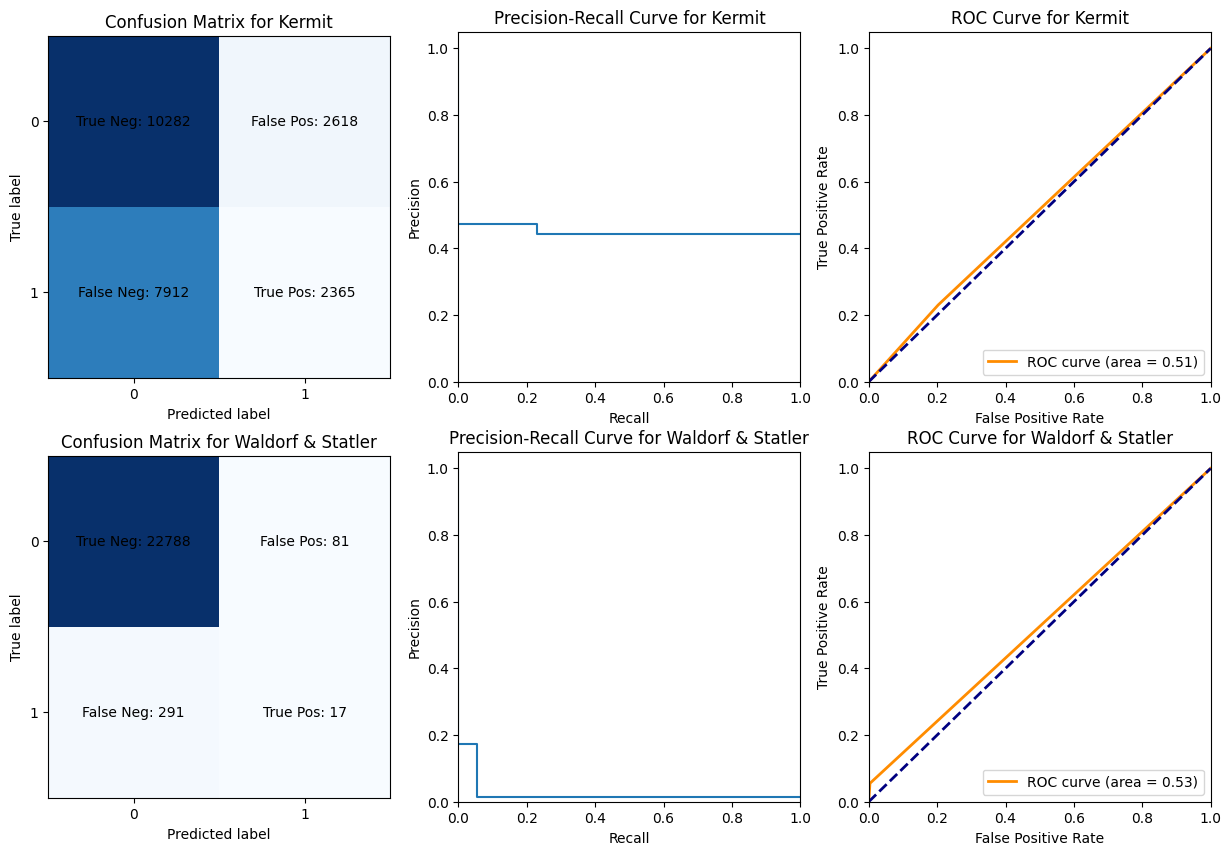 Confusion Matrix for Kermit
True label
0
1
True Neg: 10282
False Pos: 2618
False Neg: 7912
True Pos: 2365
0
1
Predicted label
Precision-Recall Curve for Kermit
Precision
1.0
0.8
0.6
0.4
0.2
0.0
0.0
0.2
0.4
0.6
0.8
1.0
Recall
ROC Curve for Kermit
True Positive Rate
1.0
0.8
0.6
0.4
0.2
0.0
ROC curve (area = 0.51)
0.0
0.2
0.4
0.6
0.8
1.0
False Positive Rate
Confusion Matrix for Waldorf & Statler
True label
0
1
True Neg: 22788
False Pos: 81
False Neg: 291
True Pos: 17
0
1
Predicted label
Precision-Recall Curve for Waldorf & Statler
Precision
1.0
0.8
0.6
0.4
0.2
0.0
0.0
0.2
0.4
0.6
0.8
1.0
Recall
ROC Curve for Waldorf & Statler
True Positive Rate
1.0
0.8
0.6
0.4
0.2
0.0
ROC curve (area = 0.53)
0.0
0.2
0.4
0.6
0.8
1.0
False Positive Rate